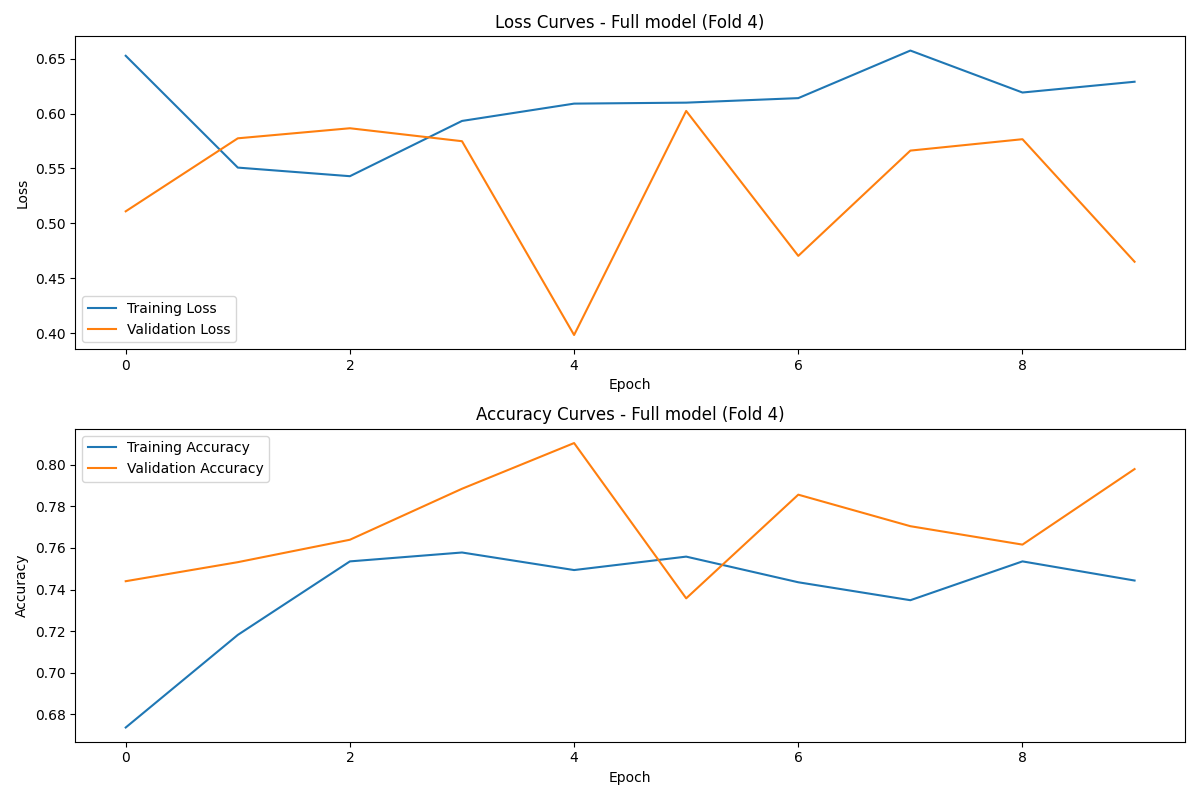 Loss Curves - Full model (Fold 4)
0.65
0.60
0.55
0.50
0.45
0.40
Loss
Training Loss
Validation Loss
0 2 4 6 8
Epoch
Accuracy Curves - Full model (Fold 4)
Training Accuracy
Validation Accuracy
0.80
0.78
0.76
0.74
0.72
0.70
0.68
Accuracy
0 2 4 6 8
Epoch